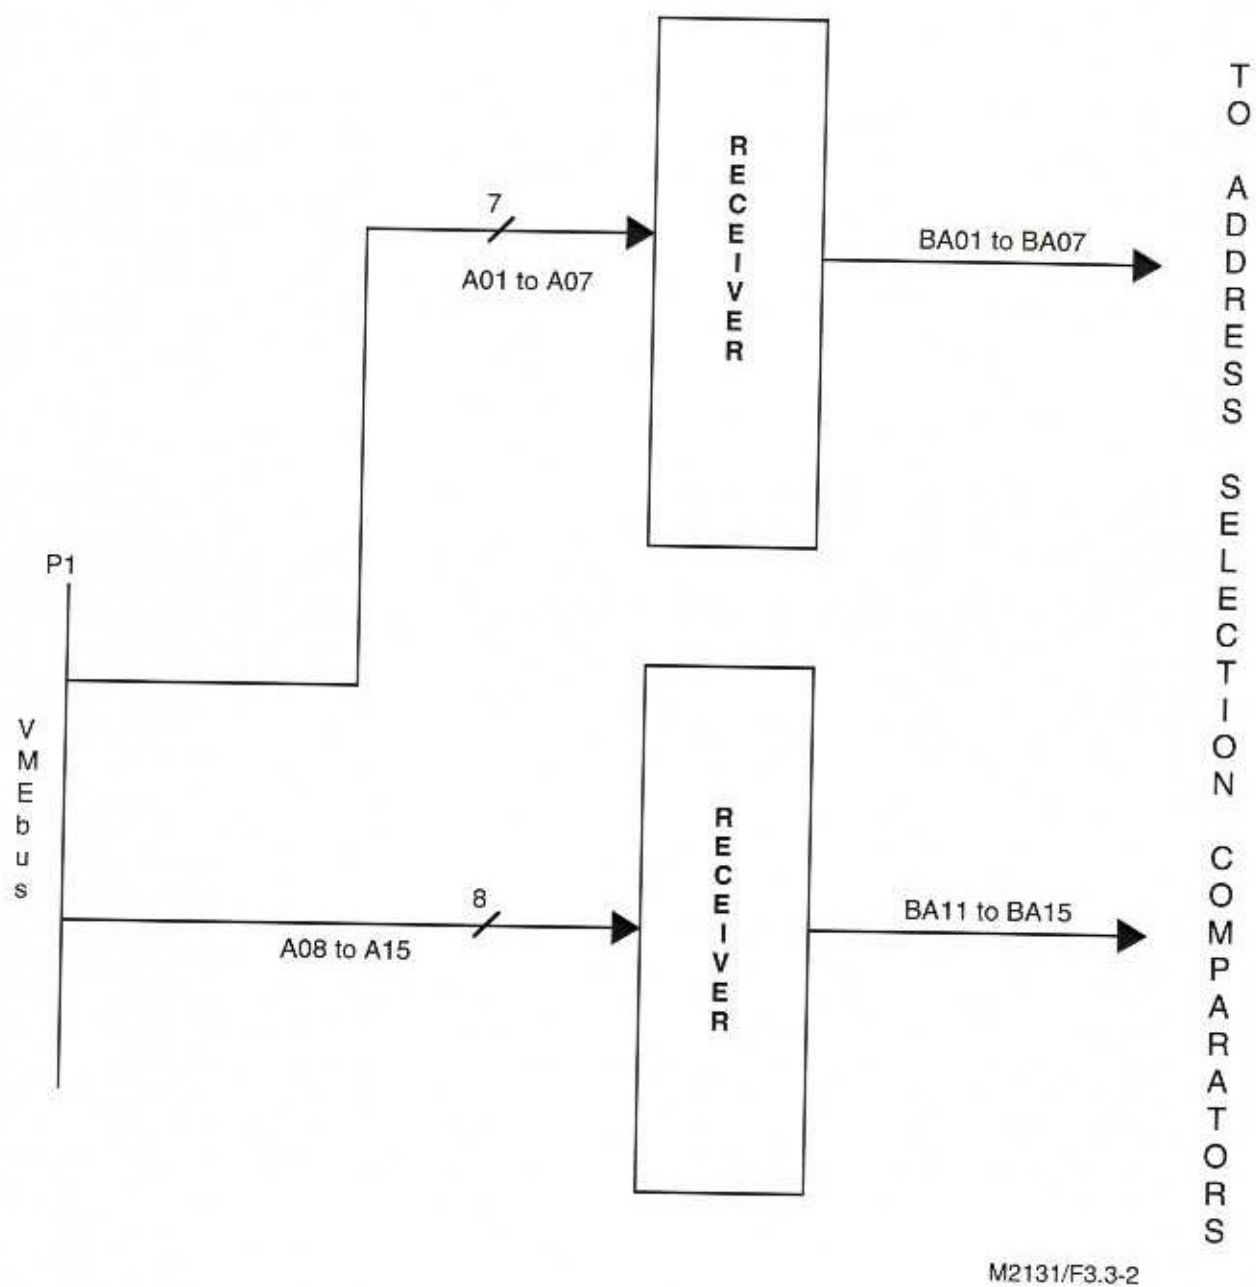 7
A01 to A07
RECEIVER
BA01 to BA07
P1
VMEbus
8
A08 to A15
RECEIVER
BA11 to BA15
TO ADDRESS SELECTION COMPARATORS
M2131/F3.3-2